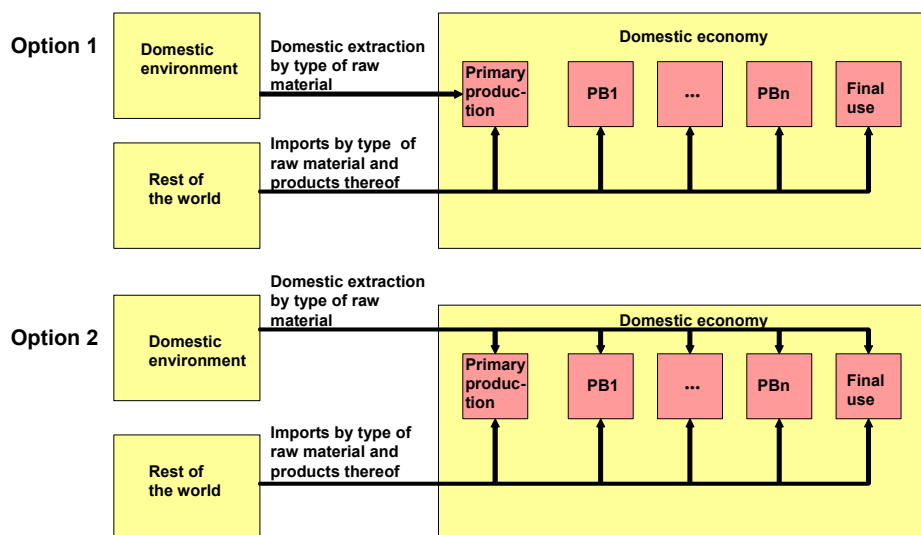 Option 1
Domestic
environment
Domestic extraction
by type of raw
material
Domestic economy
Primary
produc-
tion
PB1
...
PBn
Final
use
Rest of
the world
Imports by type of
raw material and
products thereof
Option 2
Domestic
environment
Domestic extraction
by type of raw
material
Domestic economy
Primary
produc-
tion
PB1
...
PBn
Final
use
Rest of
the world
Imports by type of
raw material and
products thereof